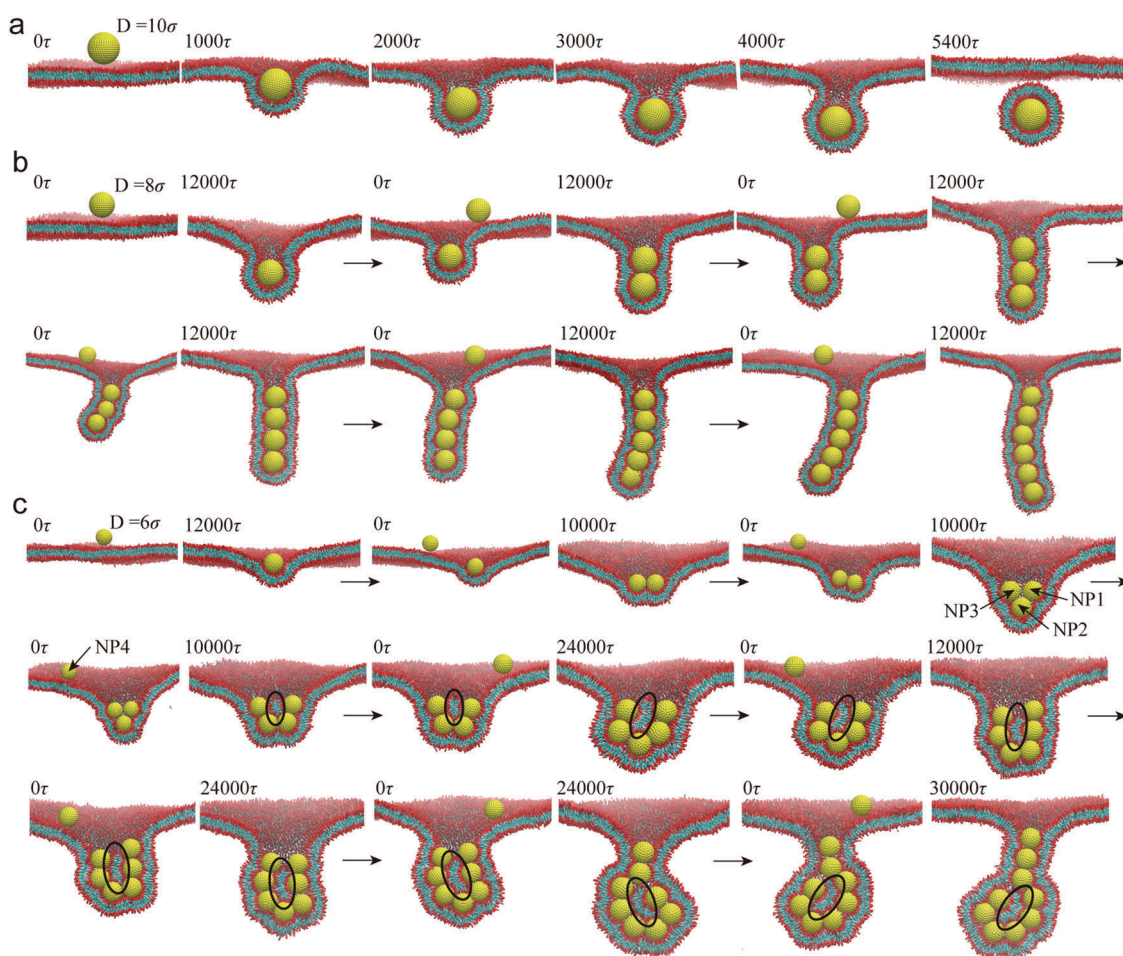 a
0τ D =10σ 1000τ 2000τ 3000τ 4000τ 5400τ
b
0τ D =8σ 12000τ 0τ 12000τ 0τ 12000τ
0τ 12000τ 0τ 12000τ 0τ 12000τ
c
0τ D =6σ 12000τ 0τ 10000τ 0τ 10000τ
NP3 NP1
NP2
0τ NP4 10000τ 0τ 24000τ 0τ 12000τ
0τ 24000τ 0τ 24000τ 0τ 30000τ